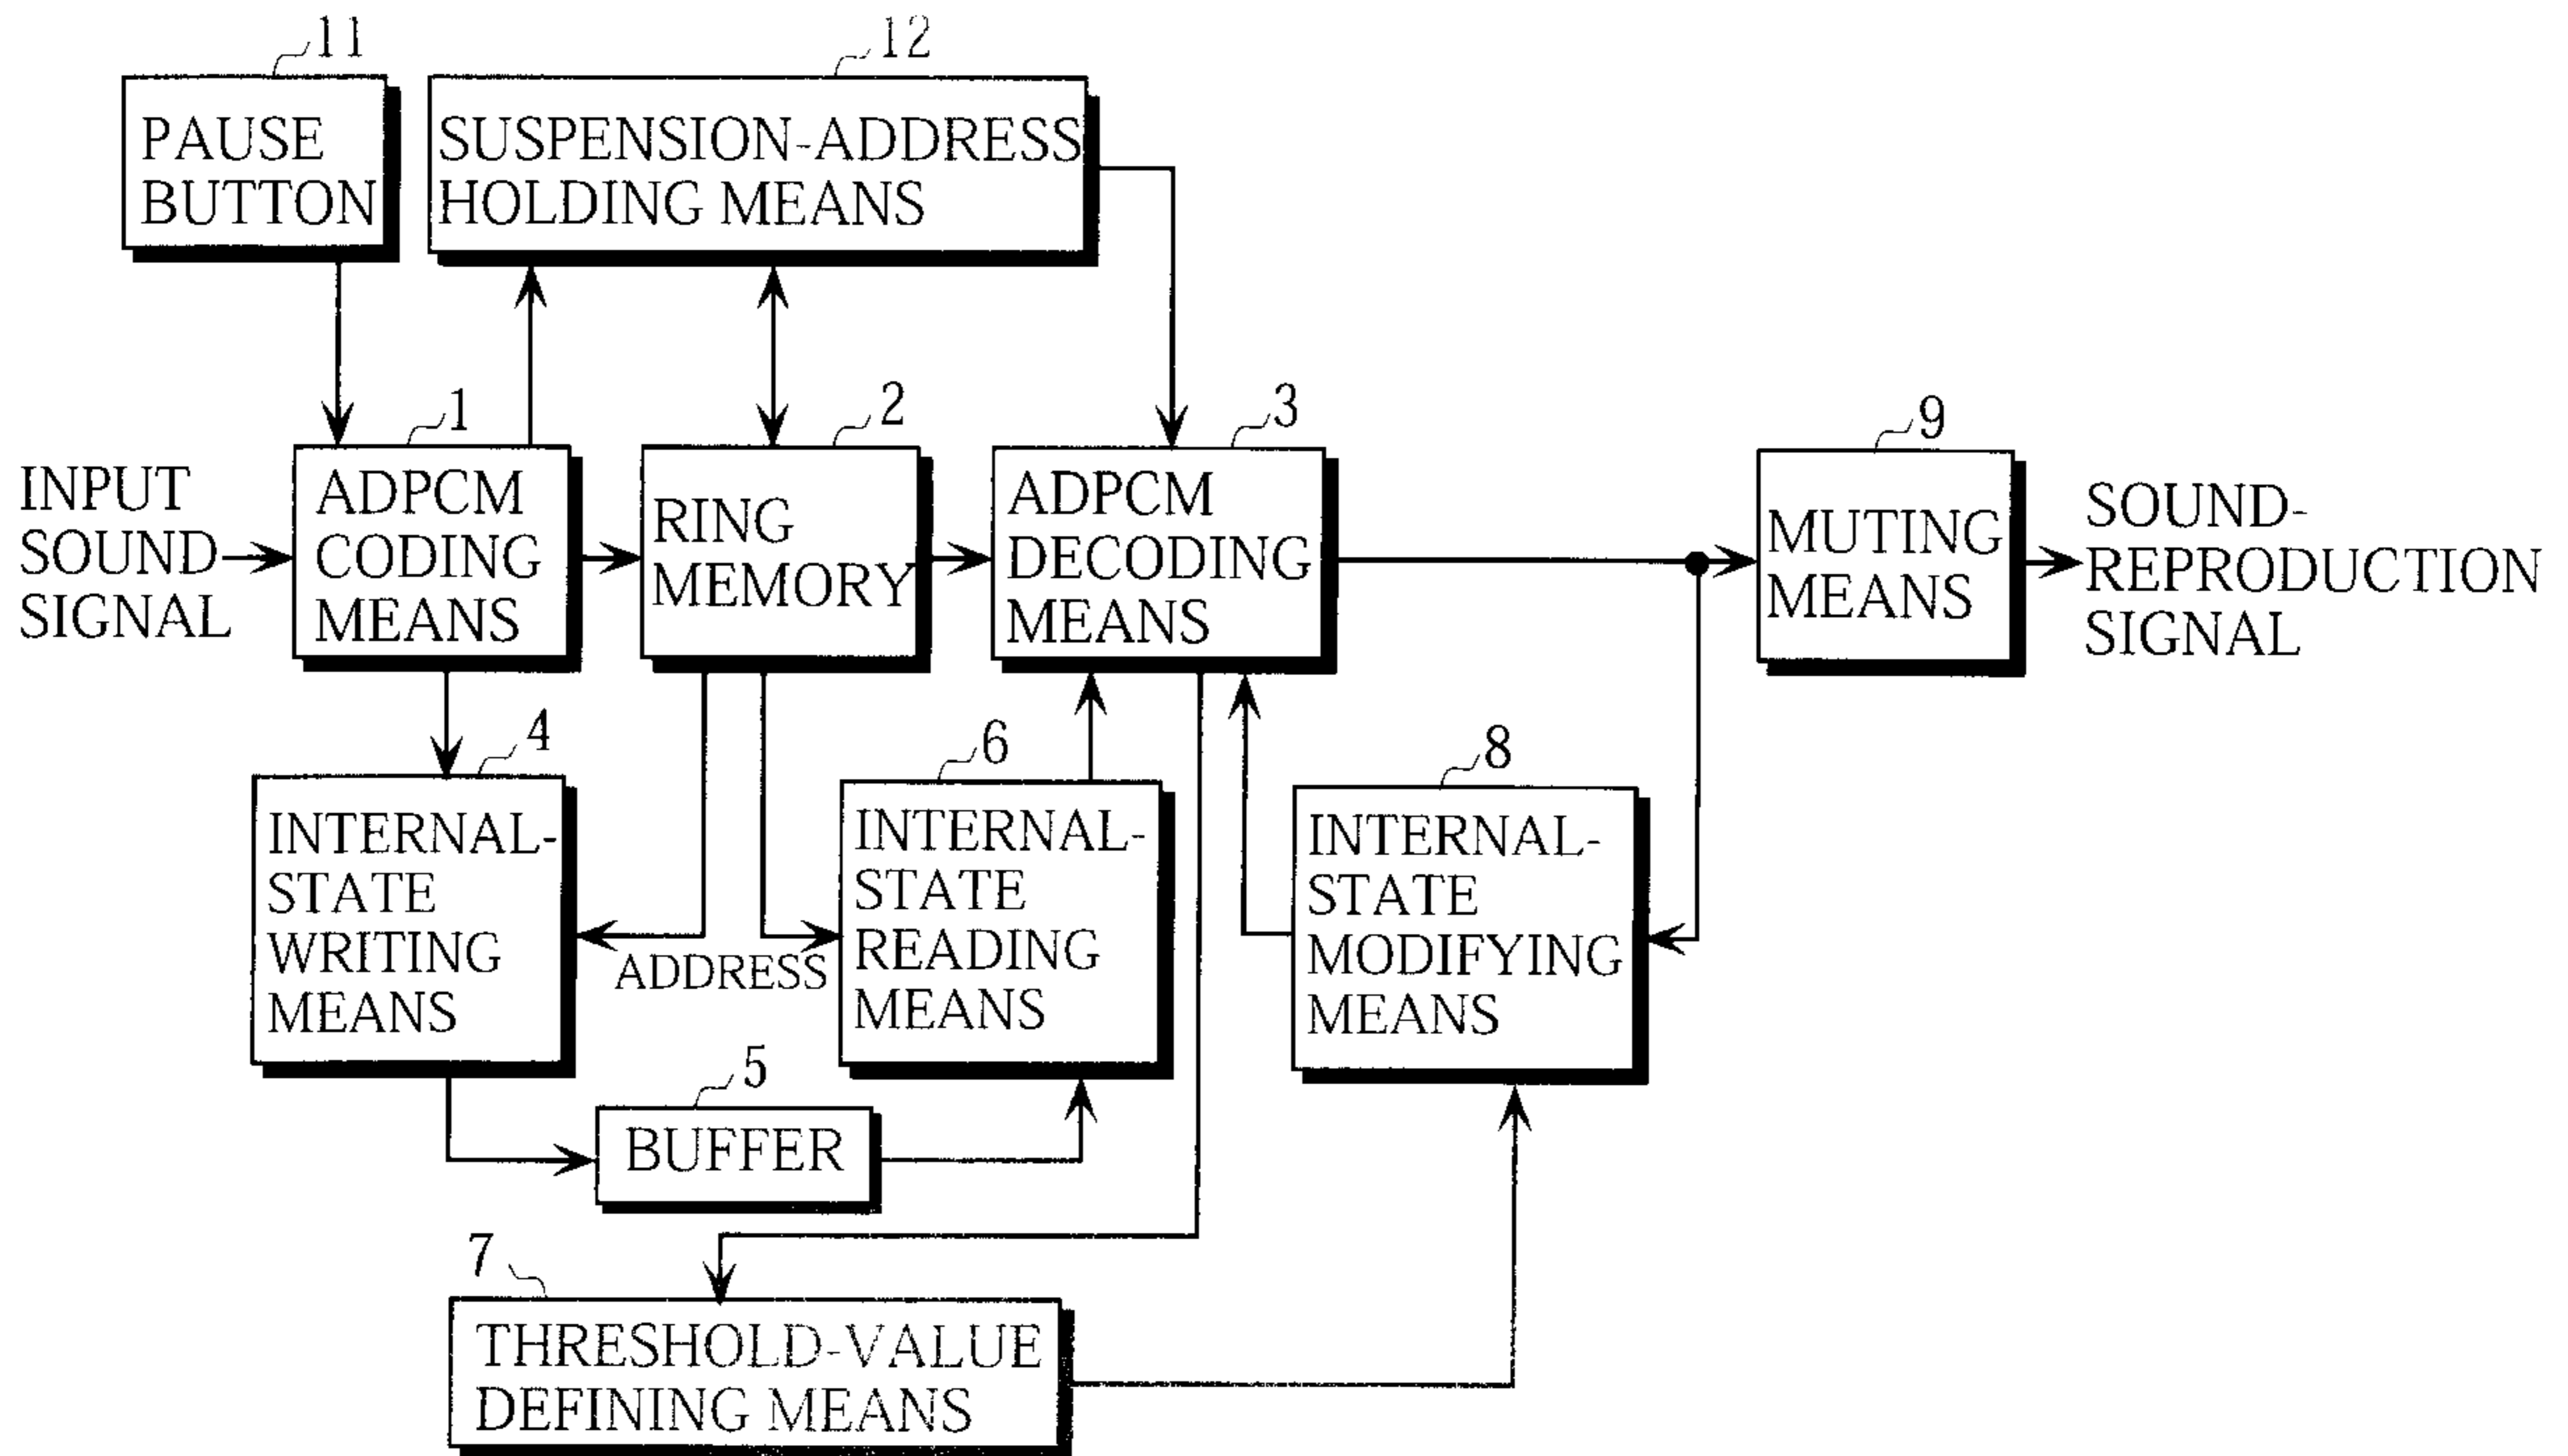 11
PAUSE
BUTTON
12
SUSPENSION-ADDRESS
HOLDING MEANS
INPUT
SOUND
SIGNAL
1
ADPCM
CODING
MEANS
2
RING
MEMORY
3
ADPCM
DECODING
MEANS
9
MUTING
MEANS
SOUND-
REPRODUCTION
SIGNAL
4
INTERNAL-
STATE
WRITING
MEANS
ADDRESS
6
INTERNAL-
STATE
READING
MEANS
8
INTERNAL-
STATE
MODIFYING
MEANS
5
BUFFER
7
THRESHOLD-VALUE
DEFINING MEANS